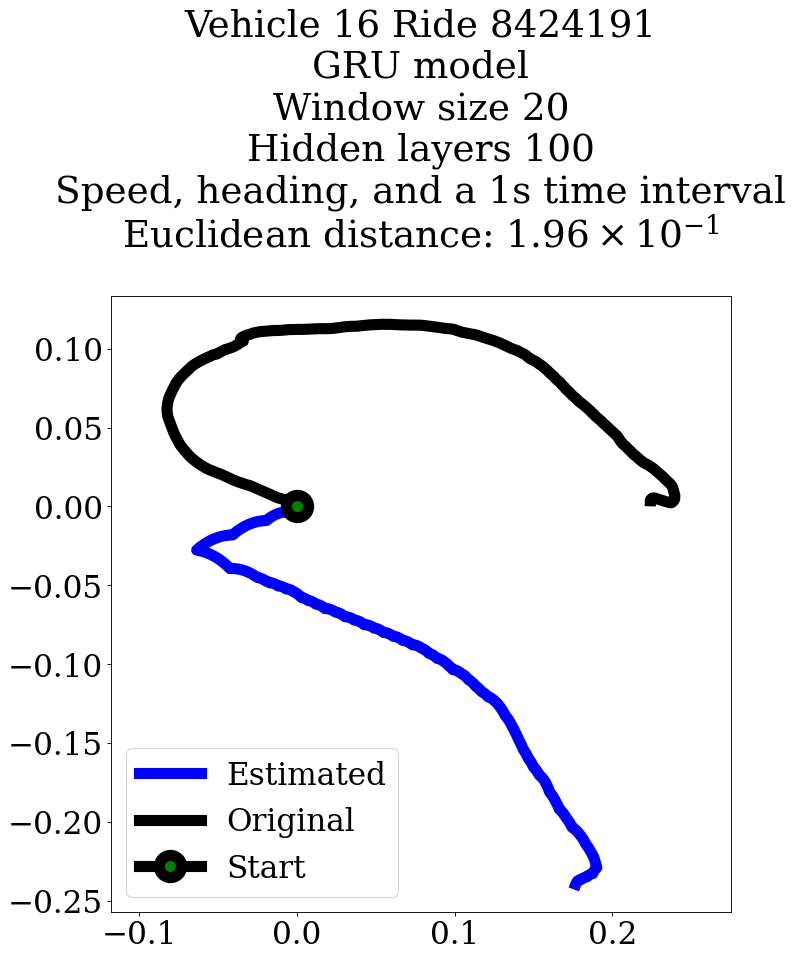 Vehicle 16 Ride 8424191
GRU model
Window size 20
Hidden layers 100
Speed, heading, and a 1s time interval
Euclidean distance: 1.96 × 10⁻¹
0.10
0.05
0.00
−0.05
−0.10
−0.15
−0.20
−0.25
Estimated
Original
Start
−0.1 0.0 0.1 0.2